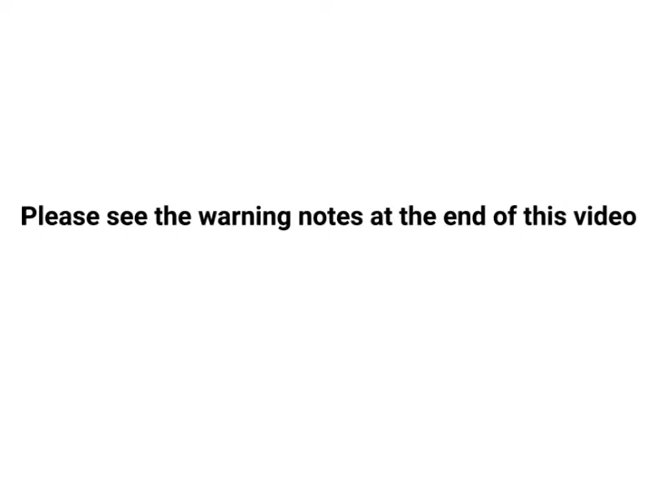 Please see the warning notes at the end of this video